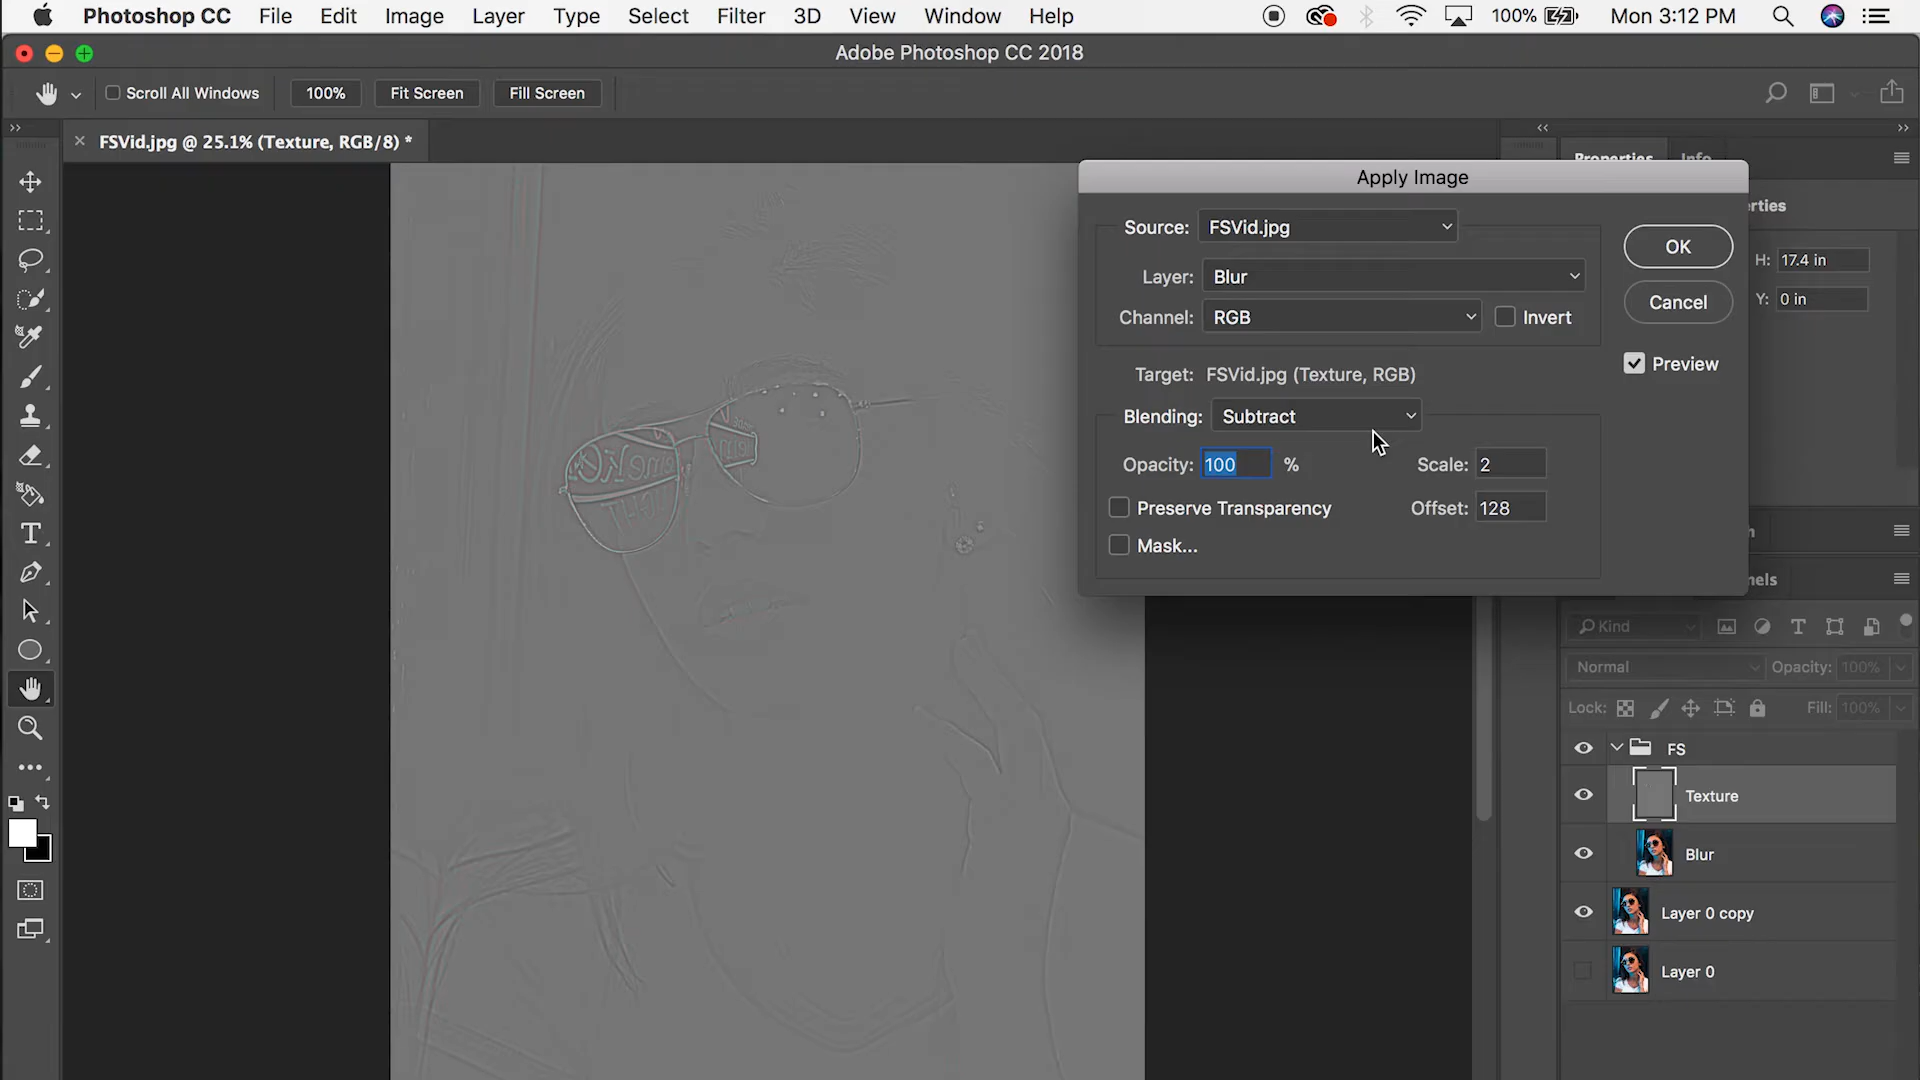 Photoshop CC File Edit Image Layer Type Select Filter 3D View Window Help 100% Mon 3:12 PM
Adobe Photoshop CC 2018
Scroll All Windows 100% Fit Screen Fill Screen
FSVid.jpg @ 25.1% (Texture, RGB/8) *
Properties Info
Apply Image
Source: FSVid.jpg
Layer: Blur
Channel: RGB Invert
Target: FSVid.jpg (Texture, RGB)
Blending: Subtract
Opacity: 100 % Scale: 2
Preserve Transparency Offset: 128
Mask...
OK
Cancel
Preview
rties
H: 17.4 in
Y: 0 in
nels
Kind
Normal Opacity: 100%
Lock: Fill: 100%
FS
Texture
Blur
Layer 0 copy
Layer 0